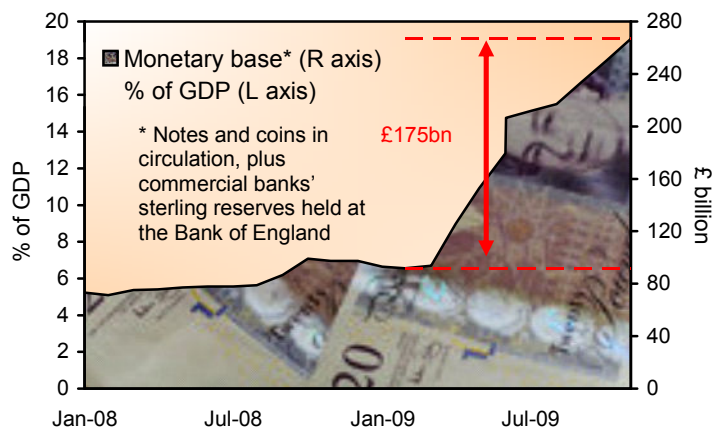 20
18
16
14
12
10
8
6
4
2
0
% of GDP
Monetary base* (R axis)
% of GDP (L axis)
* Notes and coins in
circulation, plus
commercial banks'
sterling reserves held at
the Bank of England
£175bn
280
240
200
160
120
80
40
0
£ billion
Jan-08
Jul-08
Jan-09
Jul-09
20